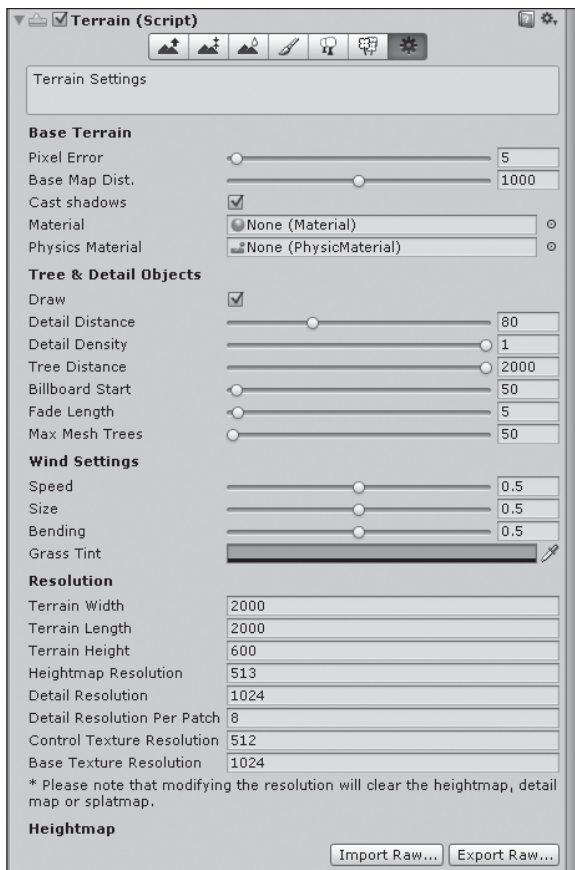 Terrain (Script)
Terrain Settings
Base Terrain
Pixel Error 5
Base Map Dist. 1000
Cast shadows
Material None (Material)
Physics Material None (PhysicMaterial)
Tree & Detail Objects
Draw
Detail Distance 80
Detail Density 1
Tree Distance 2000
Billboard Start 50
Fade Length 5
Max Mesh Trees 50
Wind Settings
Speed 0.5
Size 0.5
Bending 0.5
Grass Tint
Resolution
Terrain Width 2000
Terrain Length 2000
Terrain Height 600
Heightmap Resolution 513
Detail Resolution 1024
Detail Resolution Per Patch 8
Control Texture Resolution 512
Base Texture Resolution 1024
* Please note that modifying the resolution will clear the heightmap, detail
map or splatmap.
Heightmap
Import Raw... Export Raw...